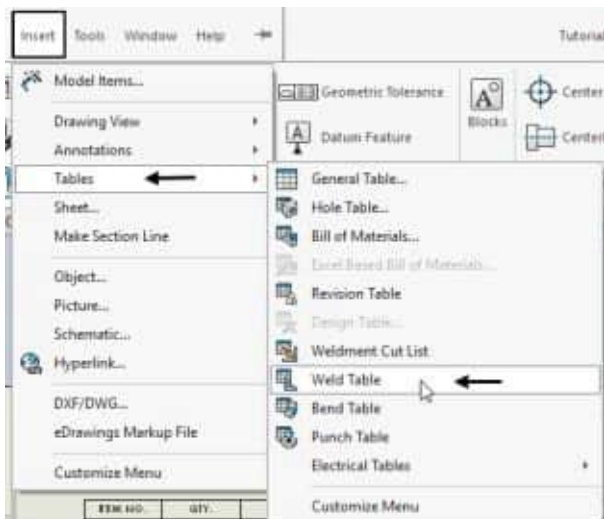 Insert Tools Window Help
Tutorial
Model Items...
Drawing View
Annotations
Tables
Sheet...
Make Section Line
Object...
Picture...
Schematic...
Hyperlink...
DXF/DWG...
eDrawings Markup File
Customize Menu
Geometric Tolerance
Datum Feature
Blocks
Center
Center
General Table...
Hole Table...
Bill of Materials...
Excel Based Bill of Materials...
Revision Table
Design Table...
Weldment Cut List
Weld Table
Bend Table
Punch Table
Electrical Tables
Customize Menu
ITEM NO. QTY.